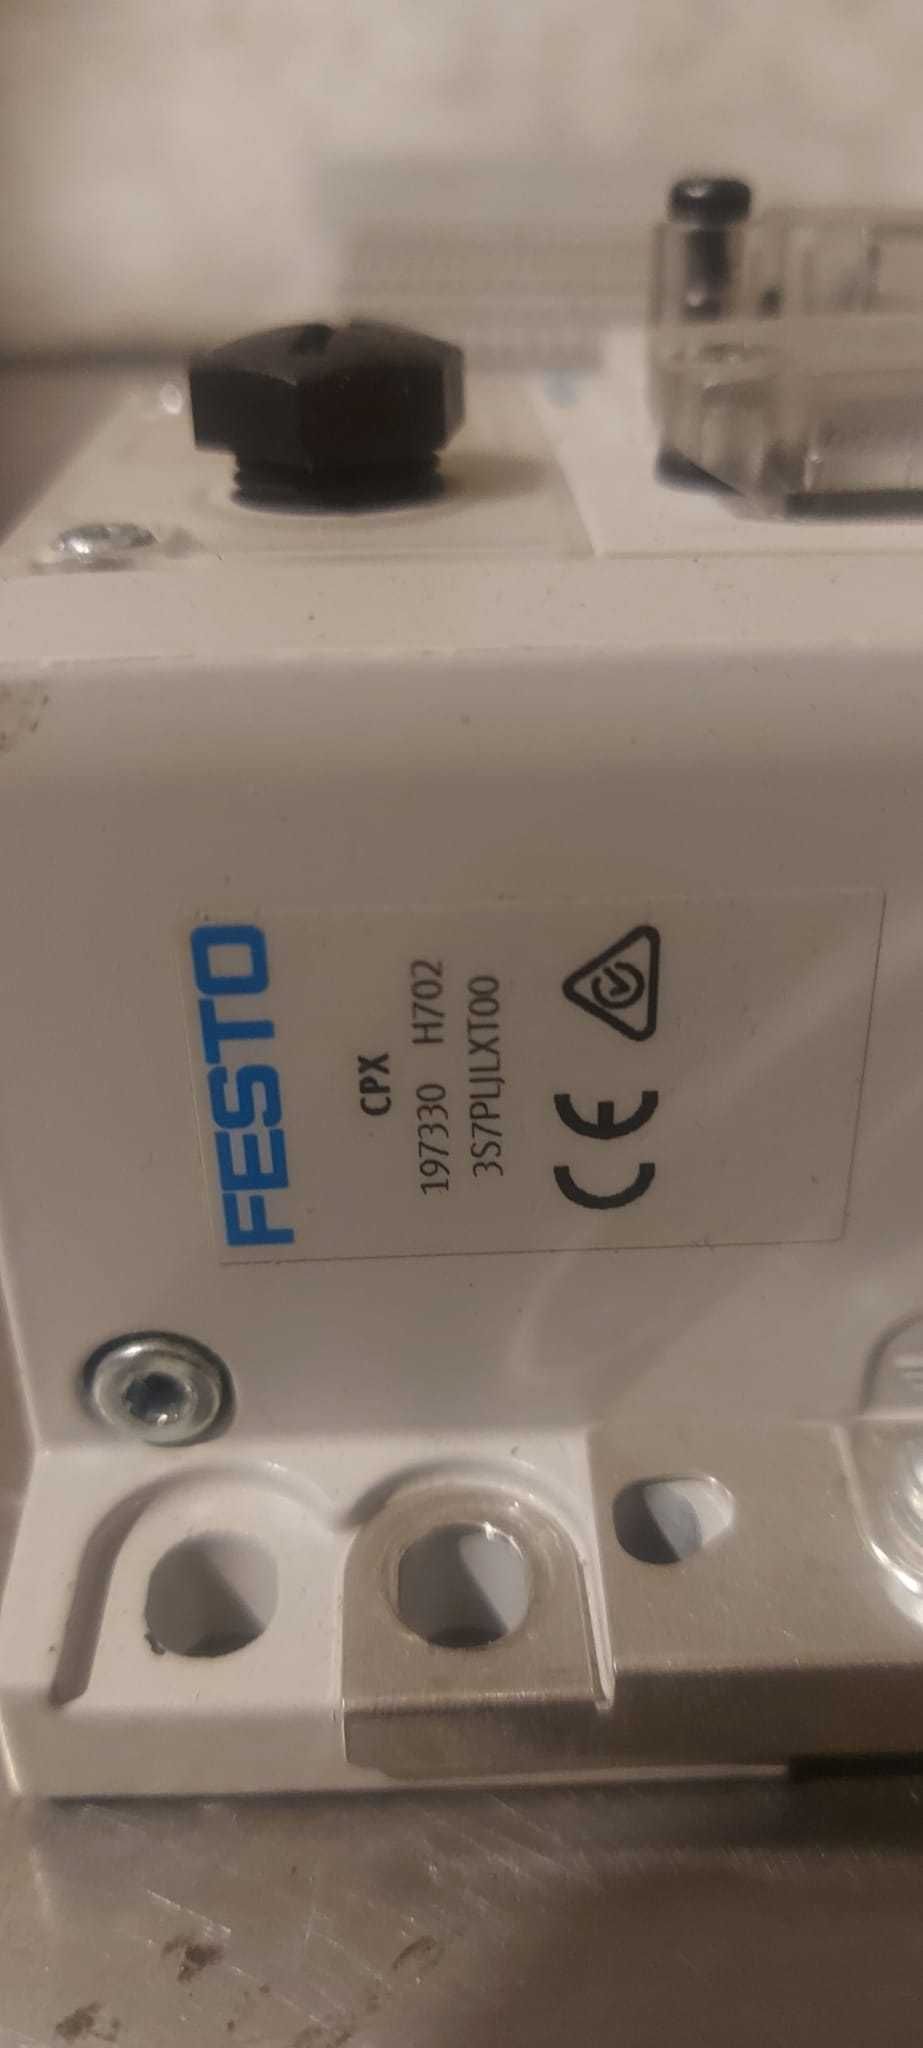 FESTO
CPX
197330 H702
3S7PLJLXT00
CE